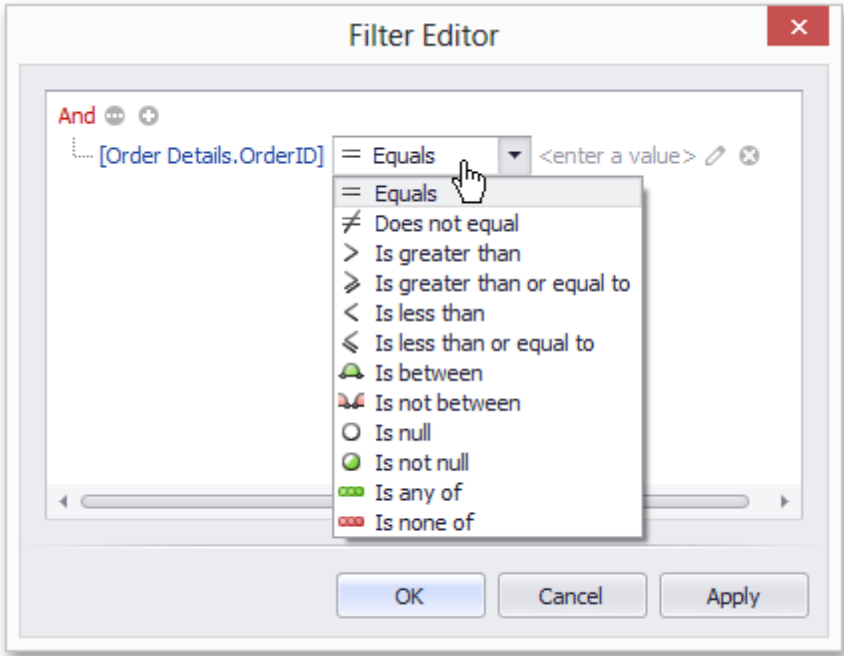 Filter Editor
And
[Order Details.OrderID] = Equals <enter a value>
= Equals
≠ Does not equal
> Is greater than
⩾ Is greater than or equal to
< Is less than
⩽ Is less than or equal to
Is between
Is not between
Is null
Is not null
Is any of
Is none of
OK Cancel Apply